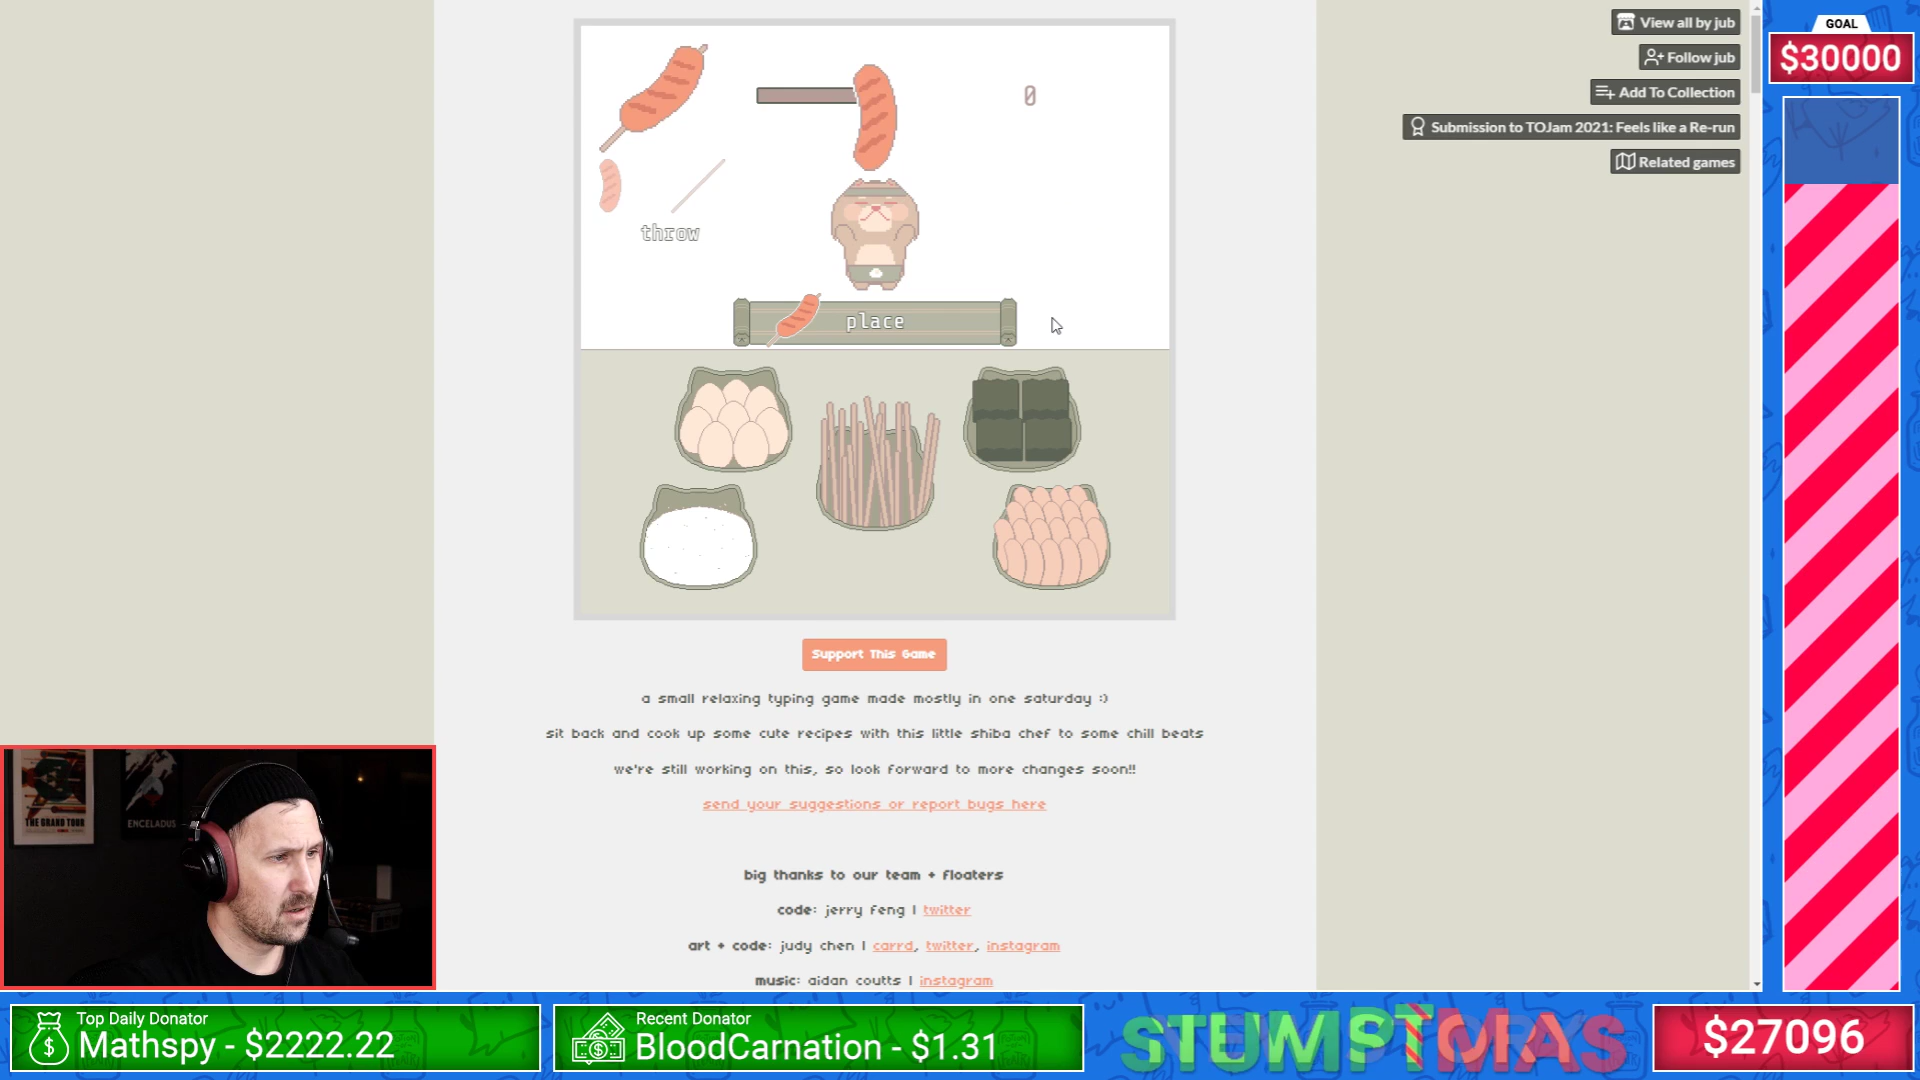 View all by jub
Follow jub
Add To Collection
Submission to TOJam 2021: Feels like a Re-run
Related games
GOAL
$30000
0
throw
place
Support This Game
a small relaxing typing game made mostly in one saturday :)
sit back and cook up some cute recipes with this little shiba chef to some chill beats
we're still working on this, so look forward to more changes soon!!
send your suggestions or report bugs here
big thanks to our team + floaters
code: jerry feng | twitter
art + code: judy chen | carrd, twitter, instagram
music: aidan coutts | instagram
THE GRAND TOUR
ENCELADUS
Top Daily Donator
Mathspy - $2222.22
Recent Donator
BloodCarnation - $1.31
STUMPTMAS
$27096